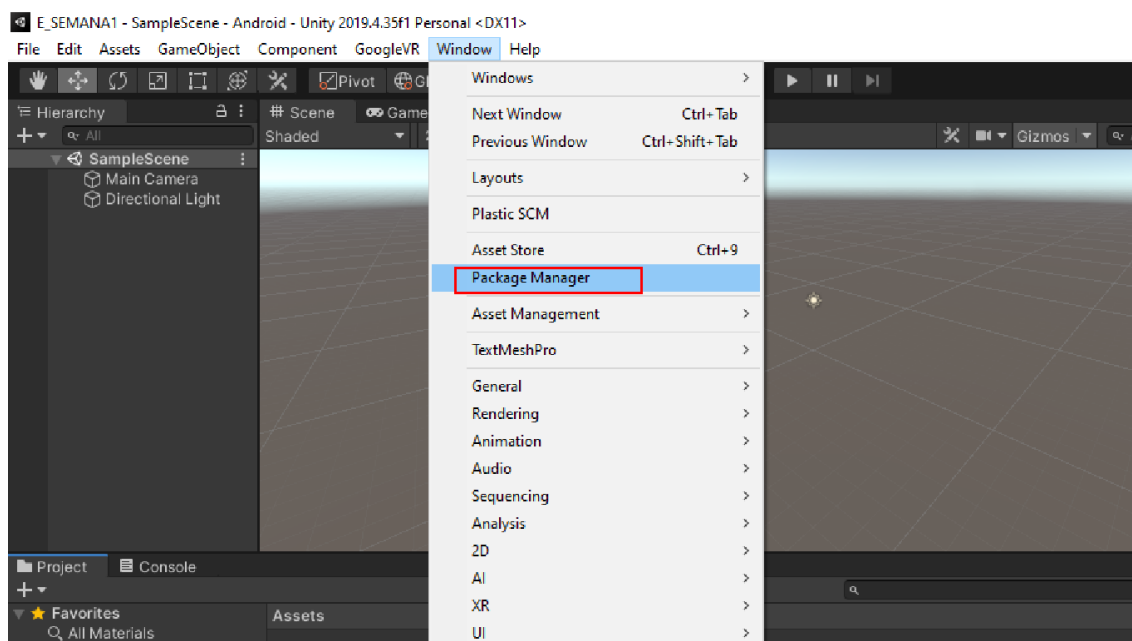 E_SEMANA1 - SampleScene - Android - Unity 2019.4.35f1 Personal <DX11>
File Edit Assets GameObject Component GoogleVR Window Help
Pivot
Hierarchy
All
SampleScene
Main Camera
Directional Light
Scene
Game
Shaded
Gizmos
Windows
Next Window Ctrl+Tab
Previous Window Ctrl+Shift+Tab
Layouts
Plastic SCM
Asset Store Ctrl+9
Package Manager
Asset Management
TextMeshPro
General
Rendering
Animation
Audio
Sequencing
Analysis
2D
AI
XR
UI
Project
Console
Favorites
All Materials
Assets